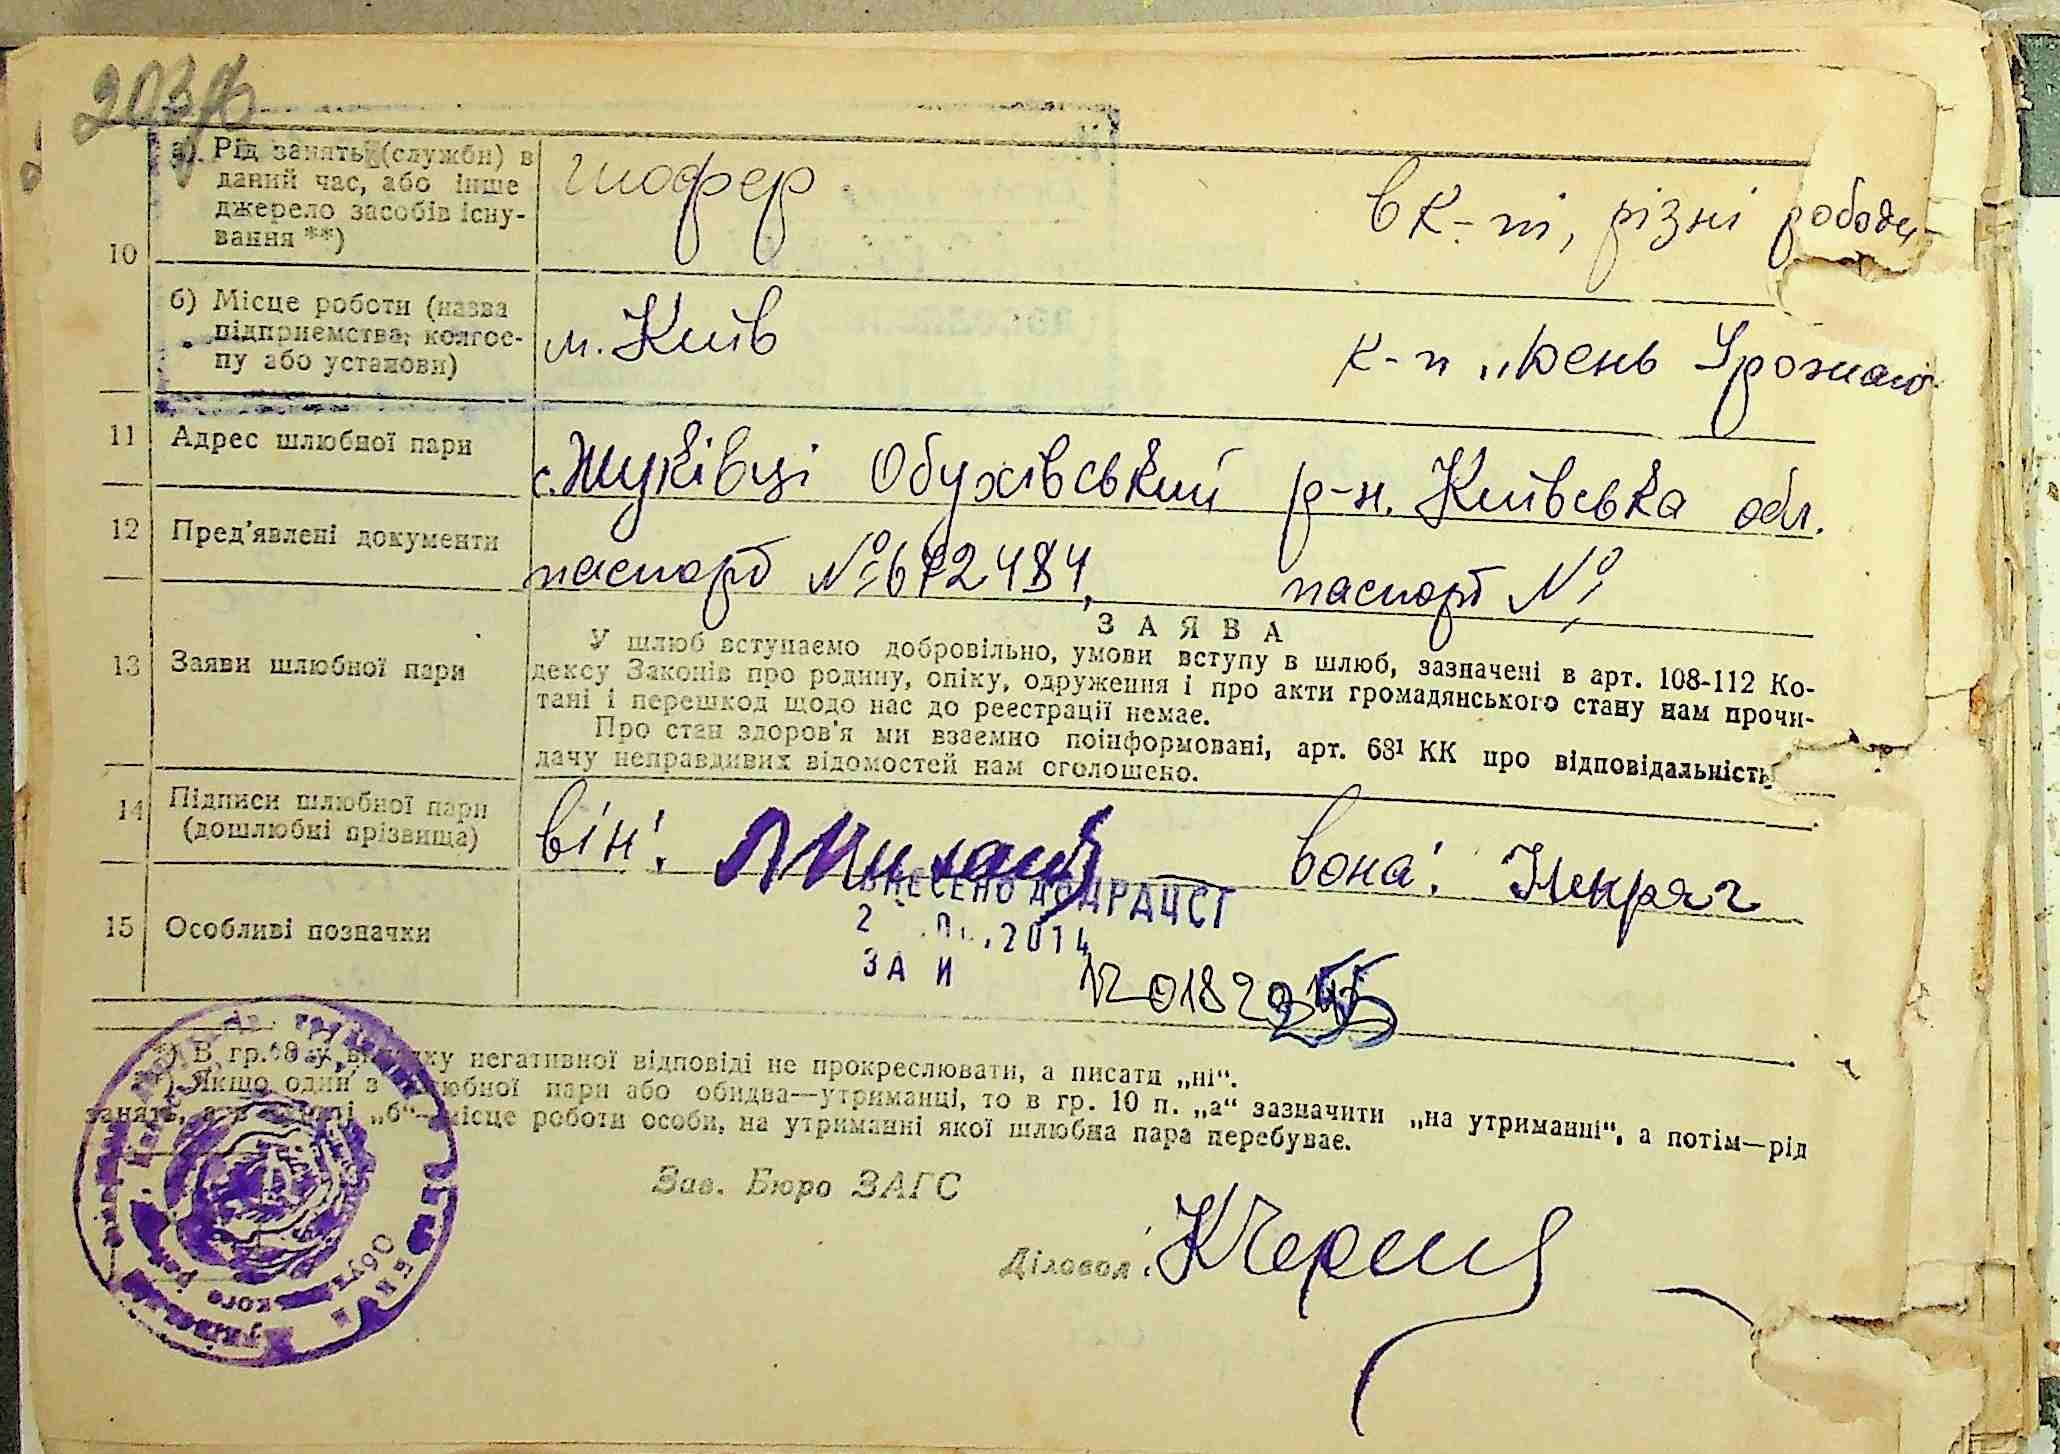 а) Рід занять (служби) в
даний час, або інше
джерело засобів існу-
вання **)
шофер
в к-пі, різні роботи
10
б) Місце роботи (назва
підприємства, колгос-
пу або установи)
м. Київ
к-п „День Урожаю
11 Адрес шлюбної пари
с. Жуківці Обухівський р-н. Київська обл.
12 Пред'явлені документи
паспорт № паспорт №
13 Заяви шлюбної пари
ЗАЯВА
У шлюб вступаємо добровільно, умови вступу в шлюб, зазначені в арт. 108-112 Ко-
дексу Законів про родину, опіку, одруження і про акти громадянського стану нам прочи-
тані і перешкод щодо нас до реєстрації немає.
Про стан здоров'я ми взаємно поінформовані, арт. 68¹ КК про відповідальність
дачу неправдивих відомостей нам оголошено.
14 Підписи шлюбної пари
(дошлюбні прізвища)
він: вона:
ВНЕСЕНО ДО ДРАЦСГ
2014
15 Особливі позначки
*) В гр. 9 у випадку негативної відповіді не прокреслювати, а писати „ні“.
**) Якщо один з шлюбної пари або обидва—утриманці, то в гр. 10 п. „а“ зазначити „на утриманні“, а потім—рід
занять, а в „б“—місце роботи особи, на утриманні якої шлюбна пара перебуває.
Зав. Бюро ЗАГС
Діловод: